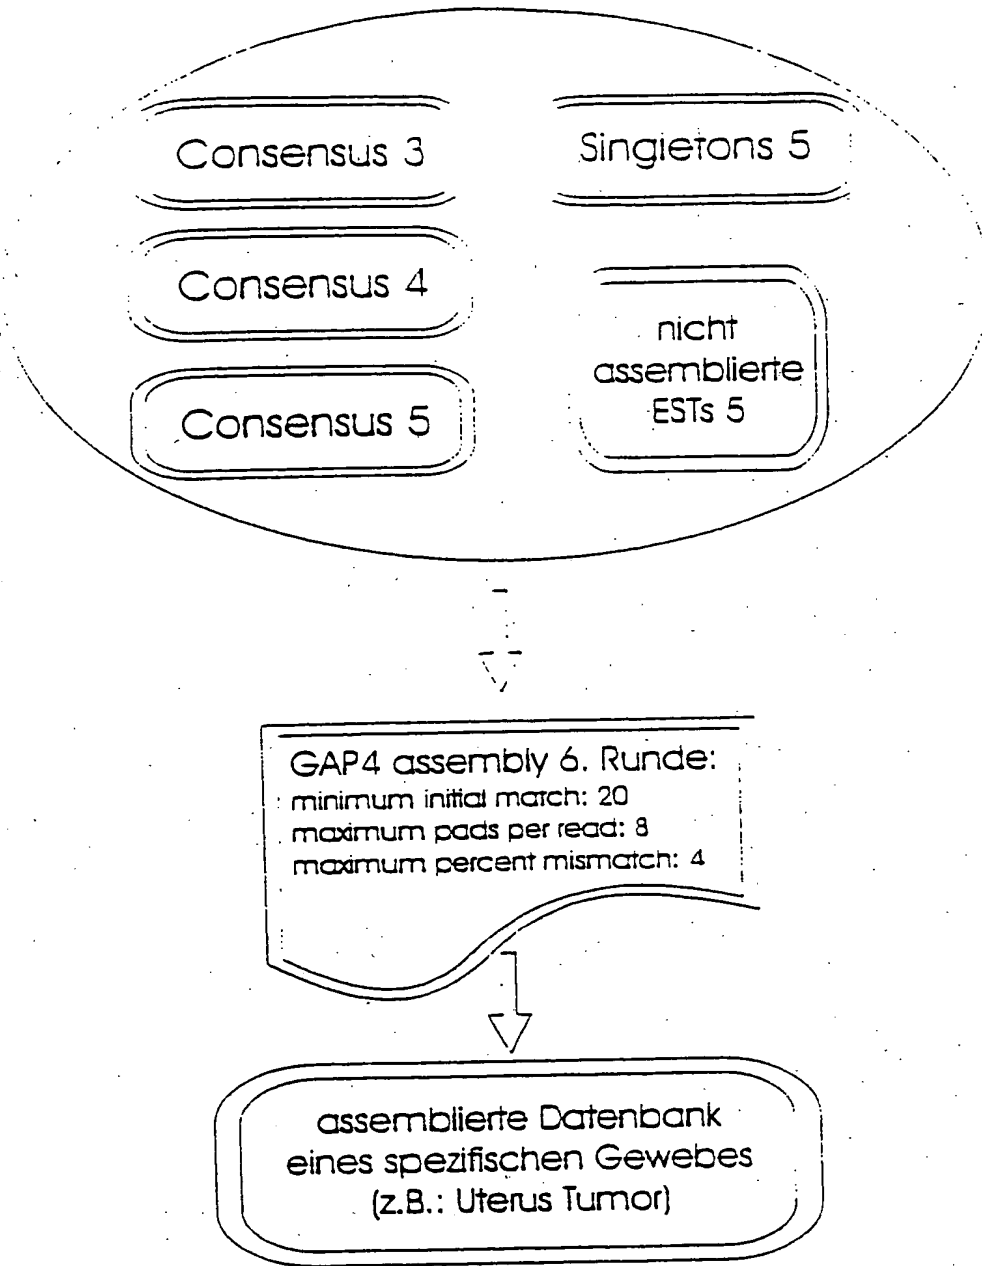 Consensus 3
Singletons 5
Consensus 4
nicht
assemblierte
ESTs 5
Consensus 5
GAP4 assembly 6. Runde:
minimum initial match: 20
maximum pads per read: 8
maximum percent mismatch: 4
assemblierte Datenbank
eines spezifischen Gewebes
(z.B.: Uterus Tumor)